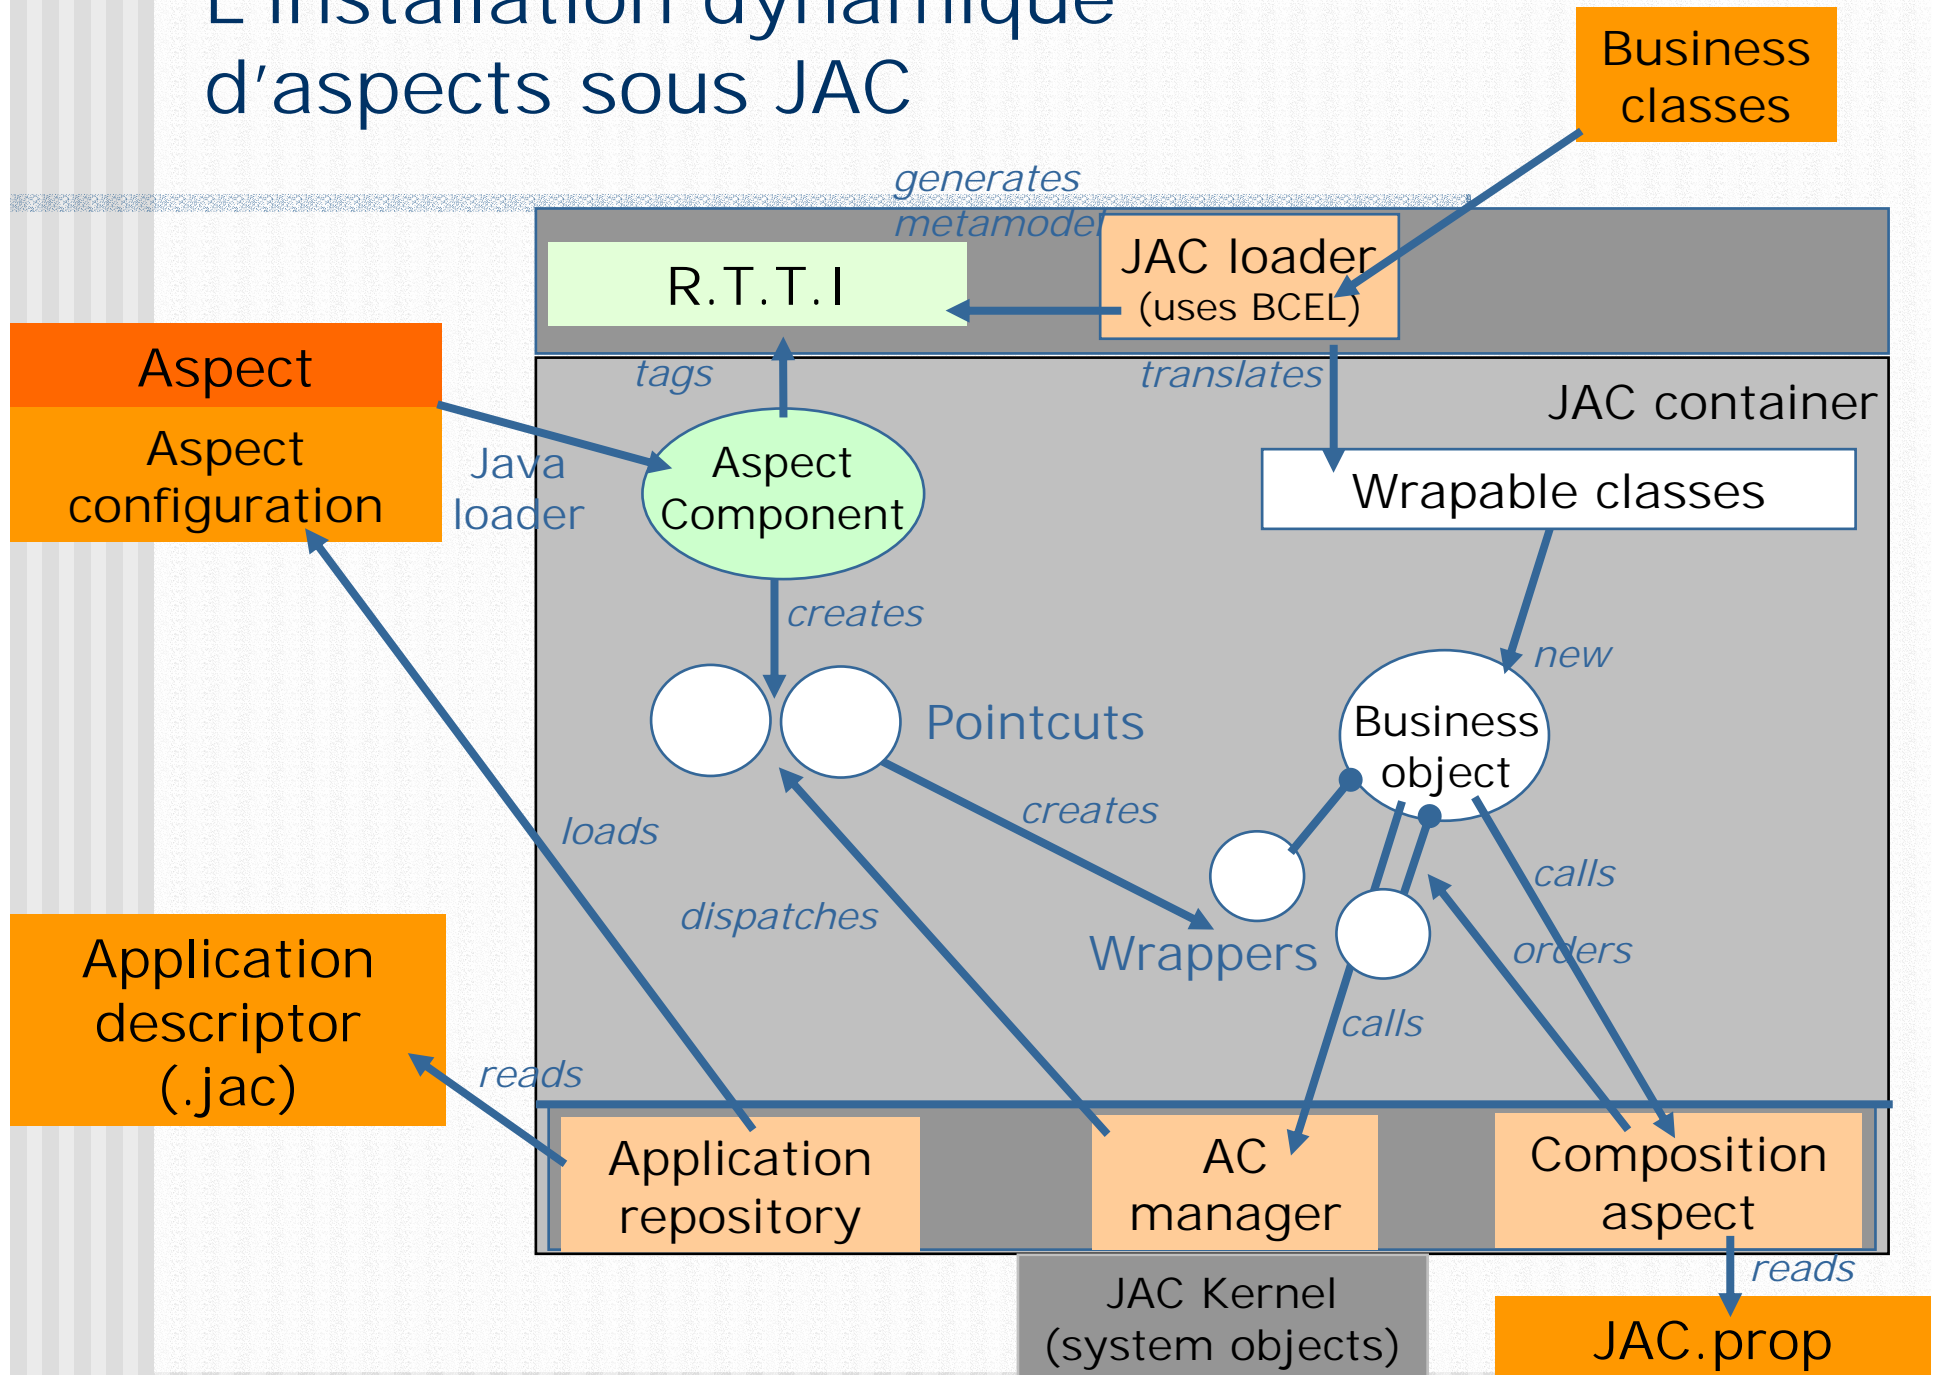 L'installation dynamique
d'aspects sous JAC
Business
classes
generates
metamodel
JAC loader
(uses BCEL)
R.T.T.I
Aspect
Aspect
configuration
tags
translates
JAC container
Java
loader
Aspect
Component
Wrapable classes
creates
new
Pointcuts
Business
object
creates
loads
calls
dispatches
Wrappers
orders
calls
Application
descriptor
(.jac)
reads
Application
repository
AC
manager
Composition
aspect
reads
JAC Kernel
(system objects)
JAC.prop